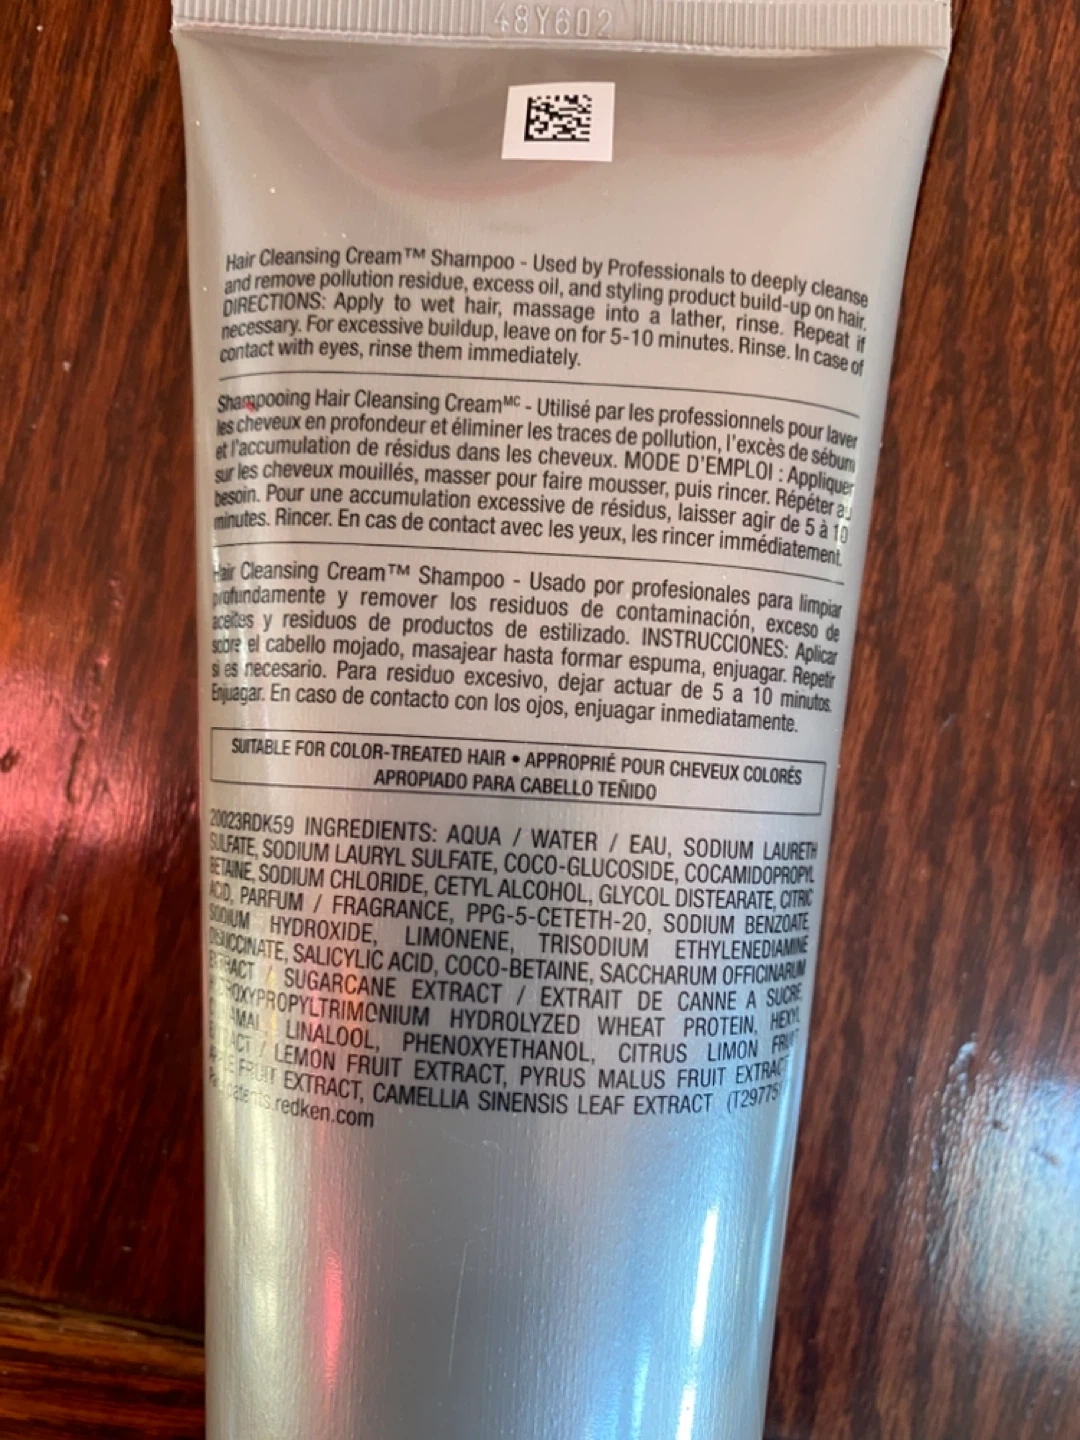 48Y602
Hair Cleansing Cream™ Shampoo - Used by Professionals to deeply cleanse
and remove pollution residue, excess oil, and styling product build-up on hair.
DIRECTIONS: Apply to wet hair, massage into a lather, rinse. Repeat if
necessary. For excessive buildup, leave on for 5-10 minutes. Rinse. In case of
contact with eyes, rinse them immediately.
Shampooing Hair Cleansing Creamᴹᶜ - Utilisé par les professionnels pour laver
les cheveux en profondeur et éliminer les traces de pollution, l'excès de sébum
et l'accumulation de résidus dans les cheveux. MODE D'EMPLOI : Appliquer
sur les cheveux mouillés, masser pour faire mousser, puis rincer. Répéter au
besoin. Pour une accumulation excessive de résidus, laisser agir de 5 à 10
minutes. Rincer. En cas de contact avec les yeux, les rincer immédiatement.
Hair Cleansing Cream™ Shampoo - Usado por profesionales para limpiar
profundamente y remover los residuos de contaminación, exceso de
aceites y residuos de productos de estilizado. INSTRUCCIONES: Aplicar
sobre el cabello mojado, masajear hasta formar espuma, enjuagar. Repetir
si es necesario. Para residuo excesivo, dejar actuar de 5 a 10 minutos.
Enjuagar. En caso de contacto con los ojos, enjuagar inmediatamente.
SUITABLE FOR COLOR-TREATED HAIR • APPROPRIÉ POUR CHEVEUX COLORÉS
APROPIADO PARA CABELLO TEÑIDO
20023RDK59 INGREDIENTS: AQUA / WATER / EAU, SODIUM LAURETH
SULFATE, SODIUM LAURYL SULFATE, COCO-GLUCOSIDE, COCAMIDOPROPYL
BETAINE, SODIUM CHLORIDE, CETYL ALCOHOL, GLYCOL DISTEARATE, CITRIC
ACID, PARFUM / FRAGRANCE, PPG-5-CETETH-20, SODIUM BENZOATE,
SODIUM HYDROXIDE, LIMONENE, TRISODIUM ETHYLENEDIAMINE
DISUCCINATE, SALICYLIC ACID, COCO-BETAINE, SACCHARUM OFFICINARUM
EXTRACT / SUGARCANE EXTRACT / EXTRAIT DE CANNE A SUCRE,
HYDROXYPROPYLTRIMONIUM HYDROLYZED WHEAT PROTEIN, HEXYL
CINNAMAL, LINALOOL, PHENOXYETHANOL, CITRUS LIMON FRUIT
EXTRACT / LEMON FRUIT EXTRACT, PYRUS MALUS FRUIT EXTRACT
APPLE FRUIT EXTRACT, CAMELLIA SINENSIS LEAF EXTRACT (T29775
patents.redken.com